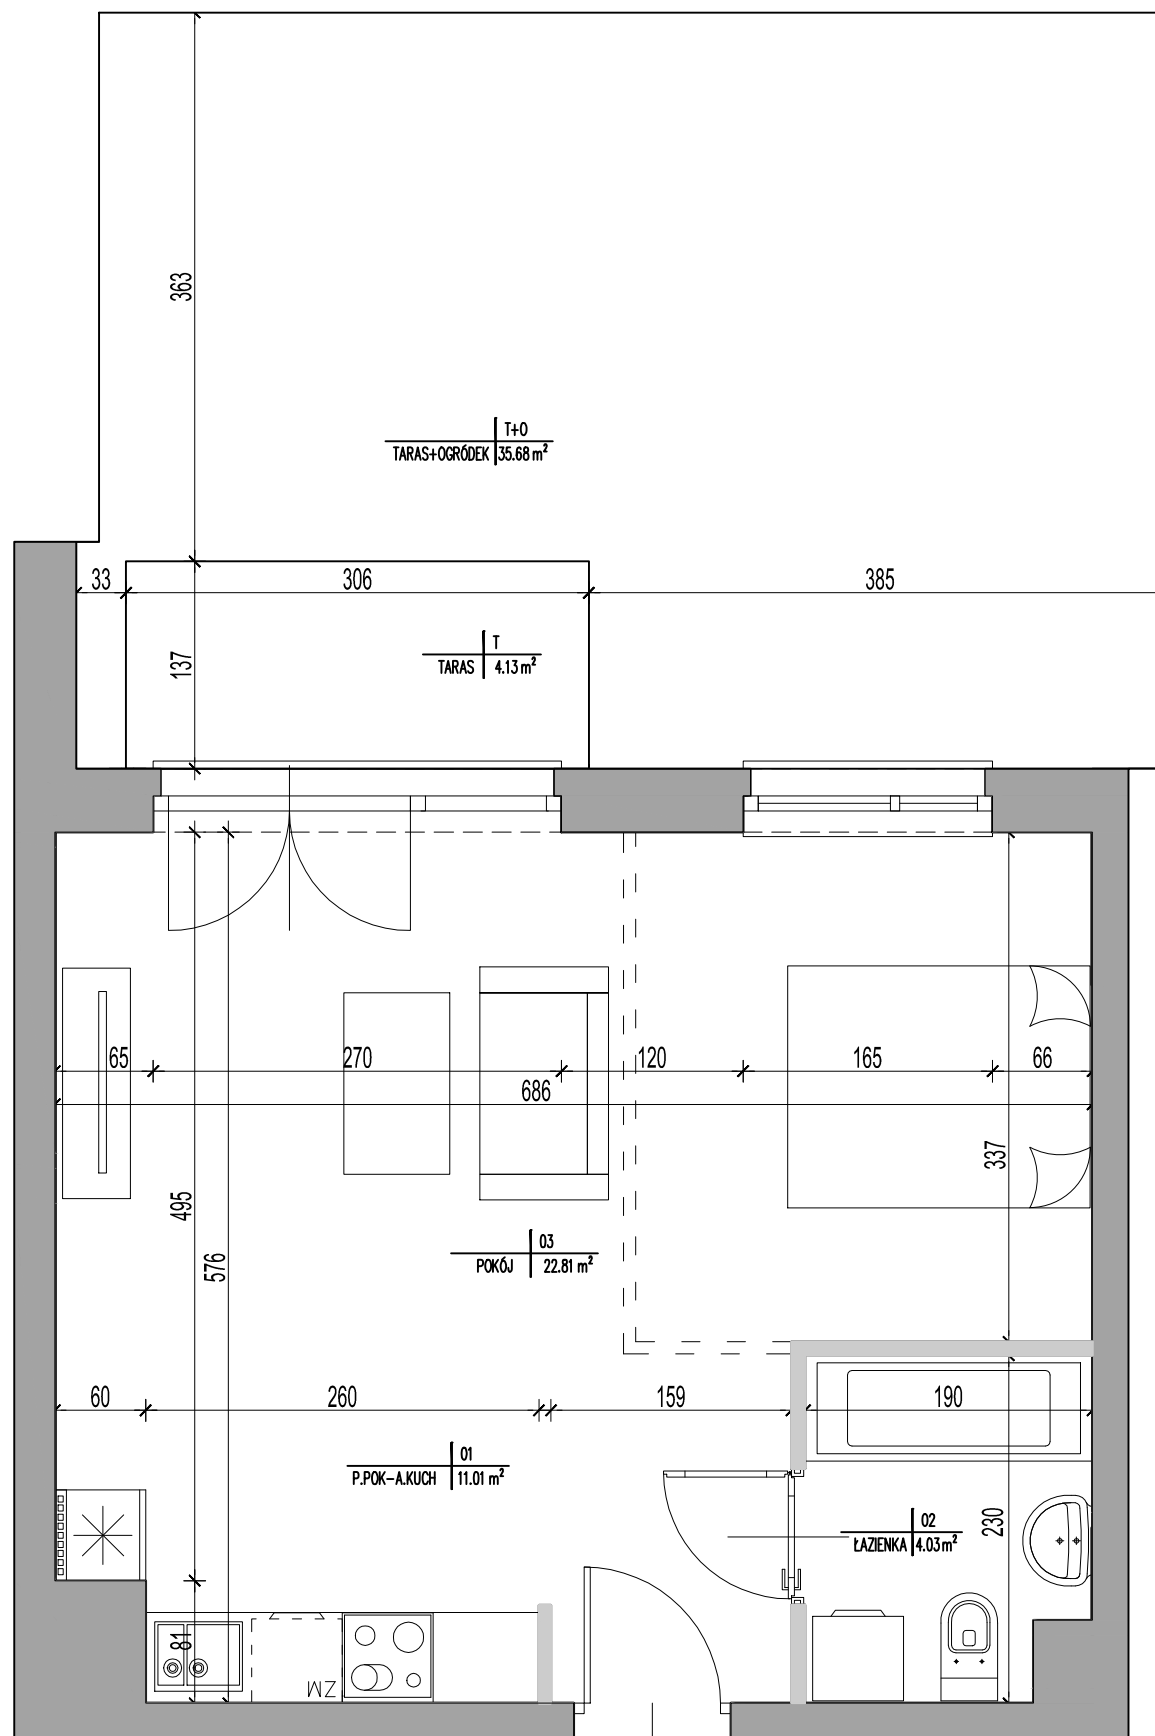 363
T+O
TARAS+OGRÓDEK 35.68 m²
33 306 385
137
T
TARAS 4.13 m²
65 270 120 165 66
686
337
495
576
03
POKÓJ 22.81 m²
60 260 159 190
01
P.POK-A.KUCH 11.01 m²
02
ŁAZIENKA 4.03 m²
230
81
ZM